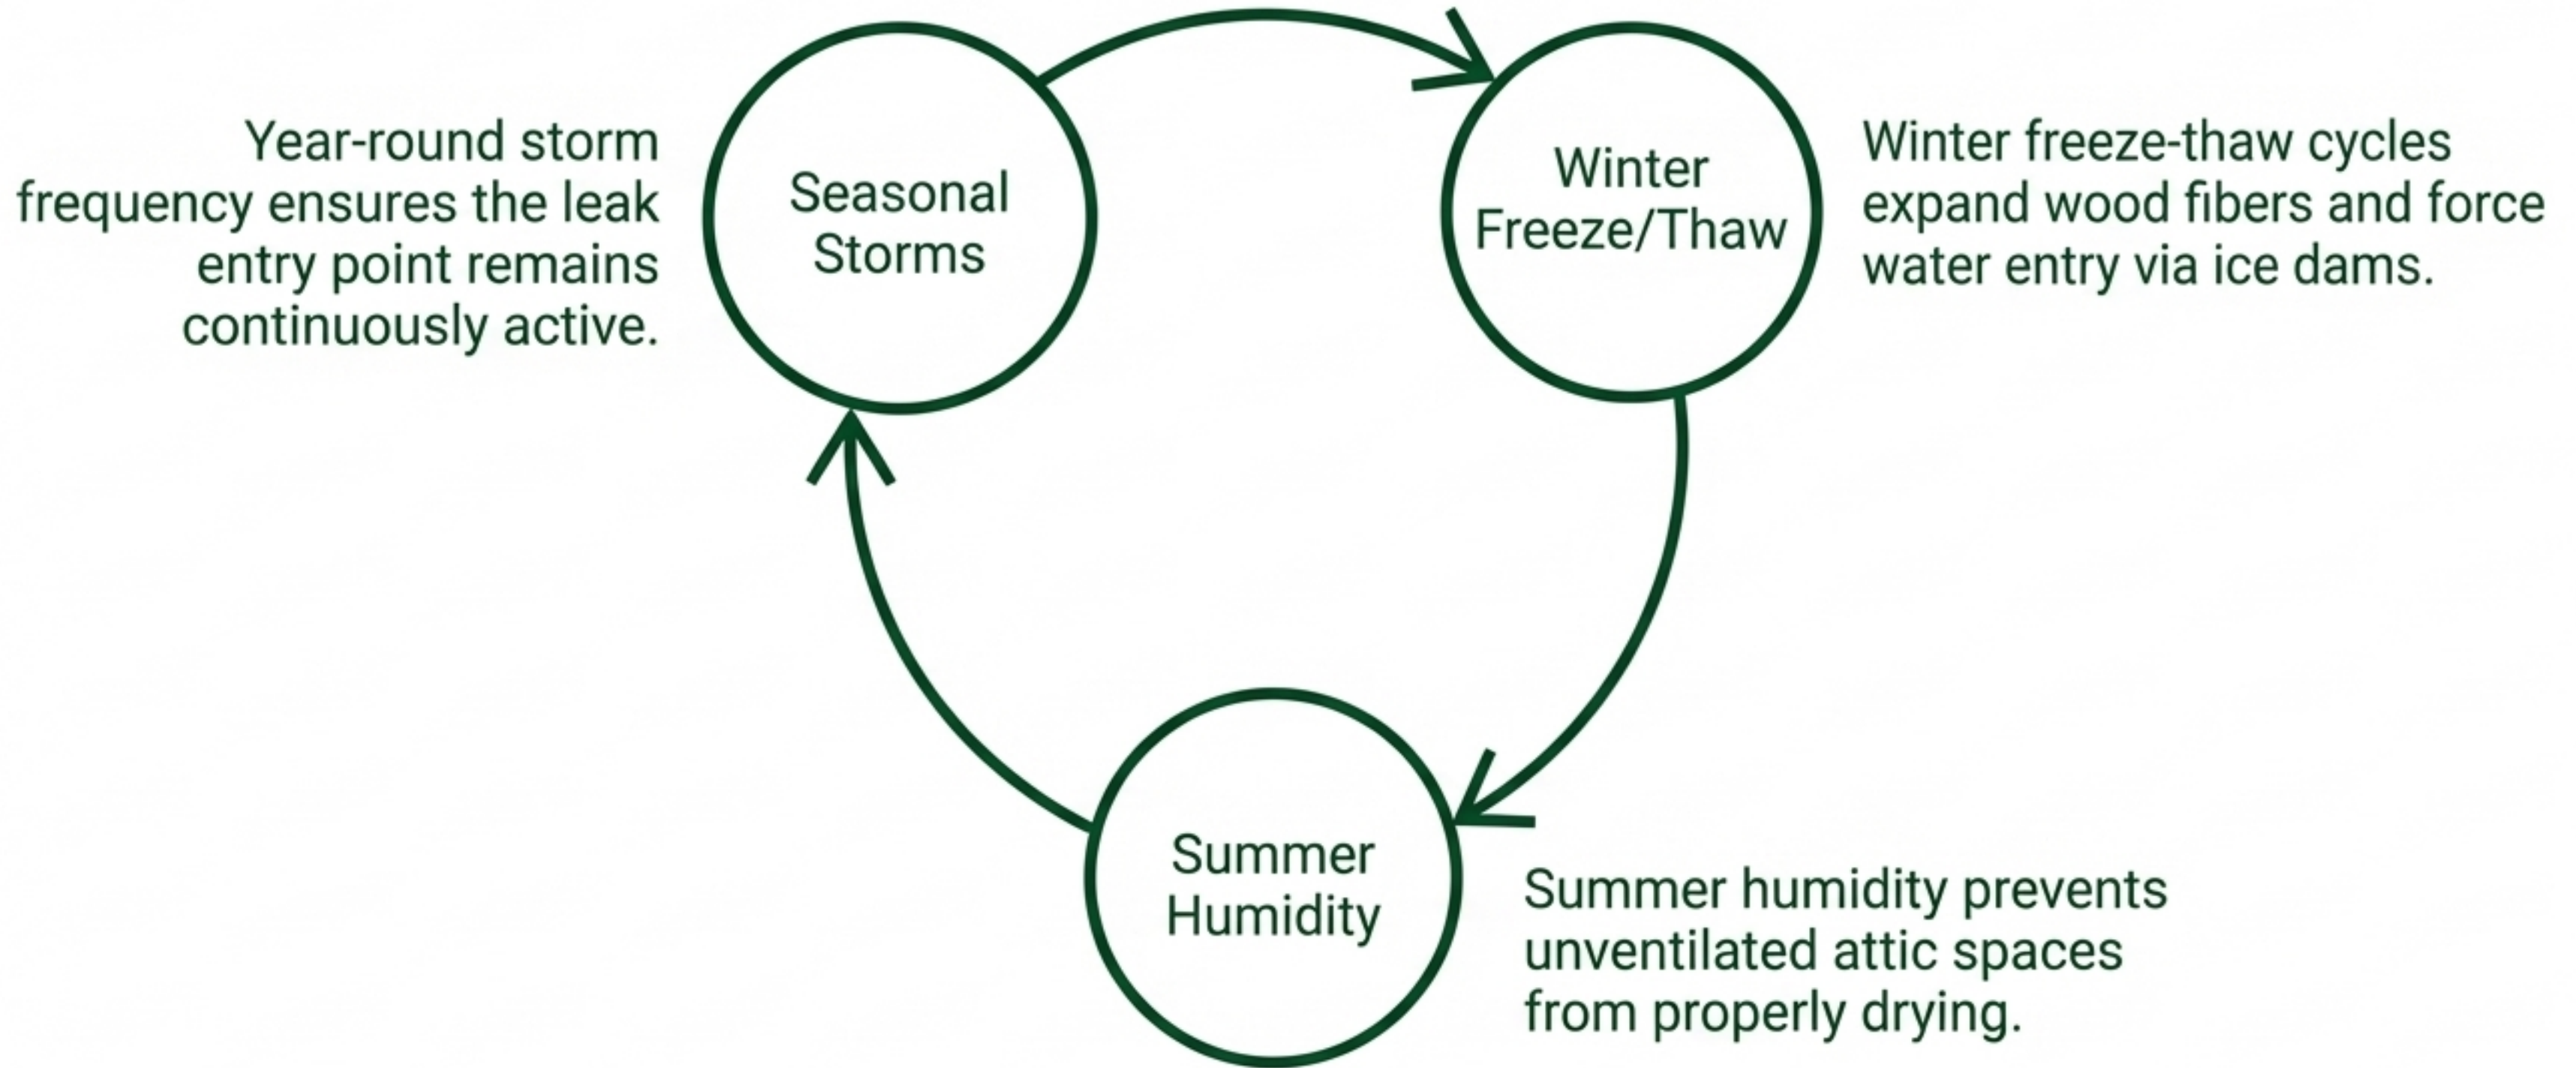 Year-round storm
frequency ensures the leak
entry point remains
continuously active.
Seasonal
Storms
Winter
Freeze/Thaw
Winter freeze-thaw cycles
expand wood fibers and force
water entry via ice dams.
Summer
Humidity
Summer humidity prevents
unventilated attic spaces
from properly drying.